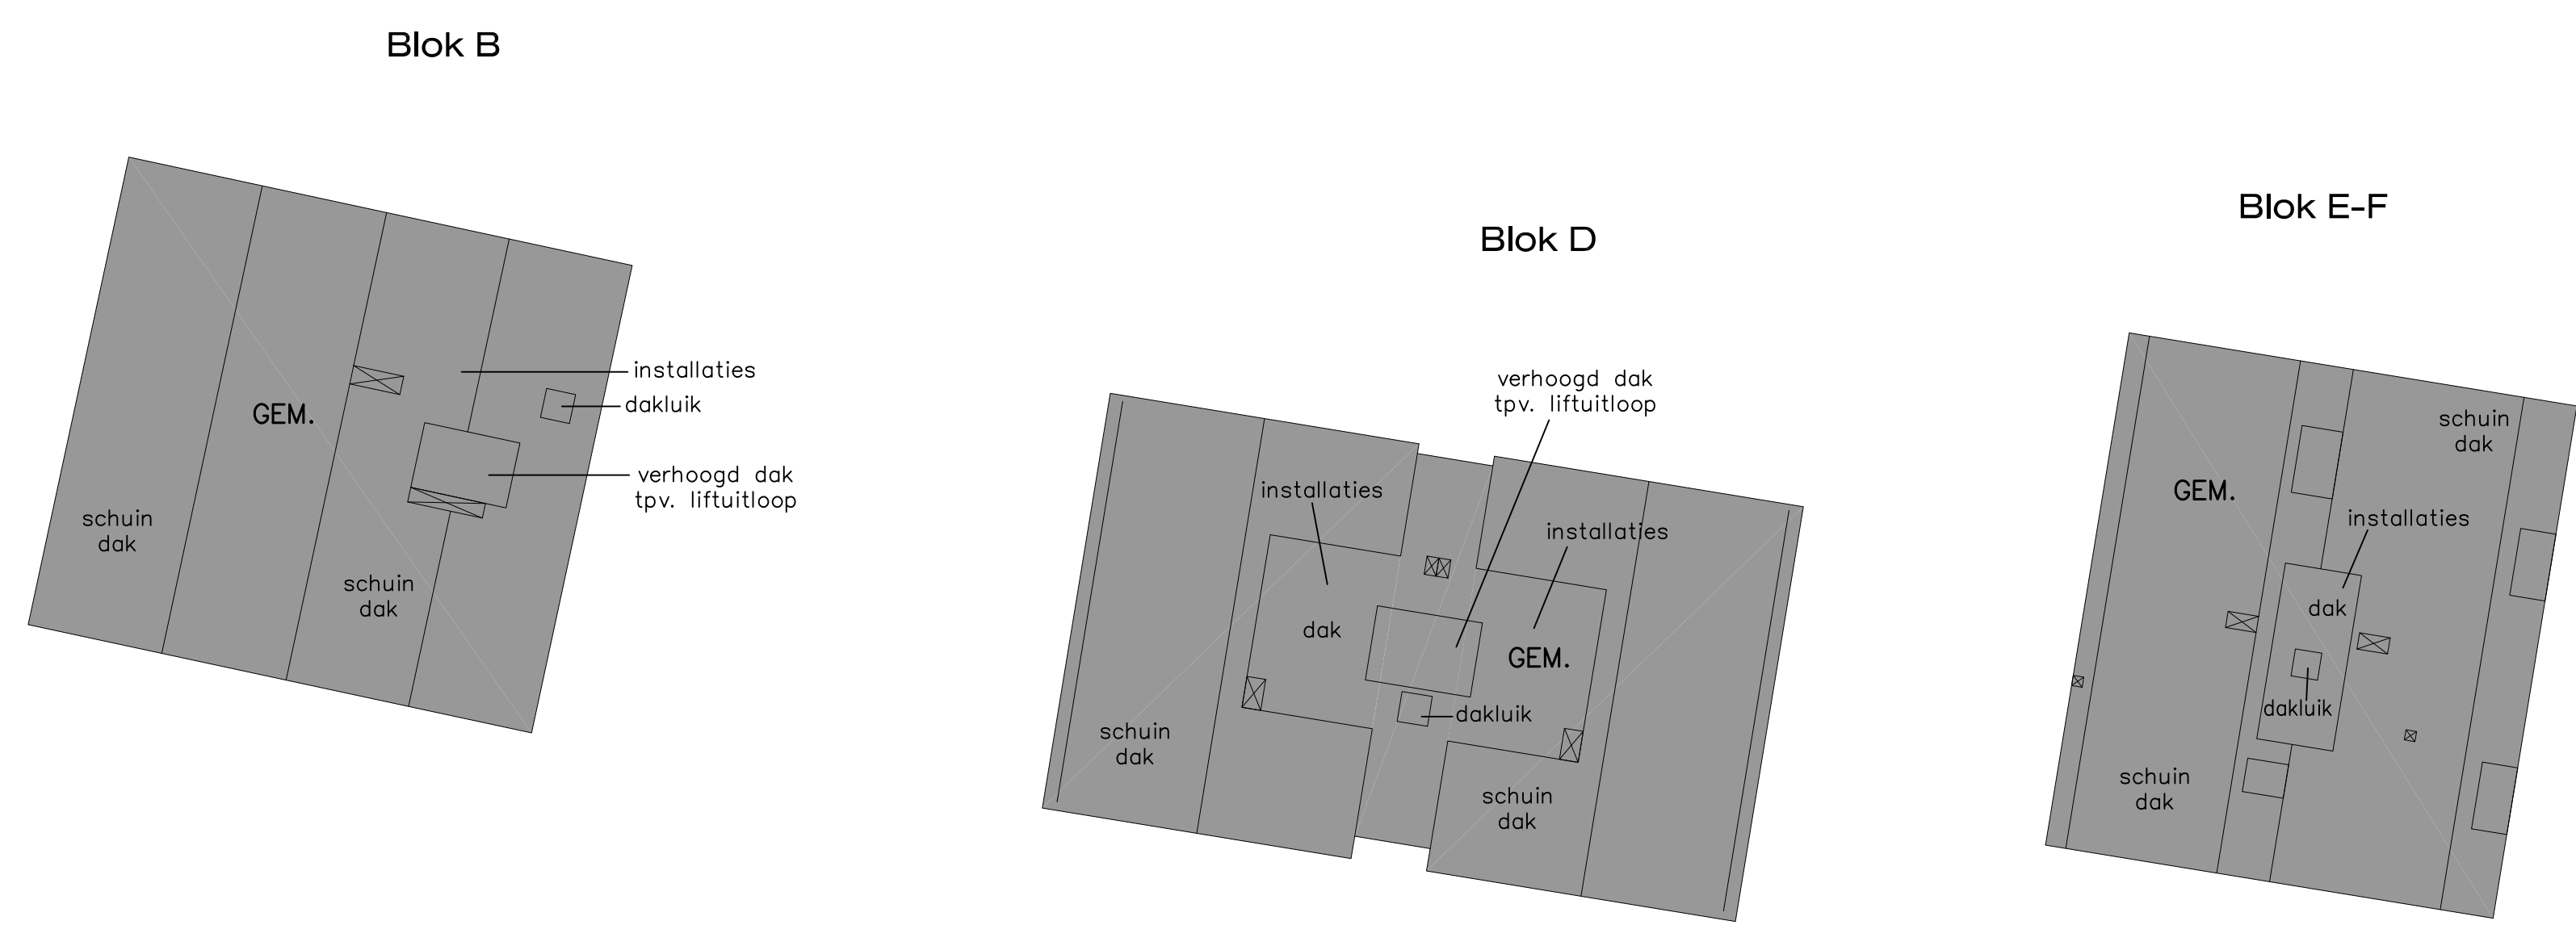 Blok B
installaties
dakluik
GEM.
verhoogd dak
tpv. liftuitloop
schuin
dak
schuin
dak
Blok D
verhoogd dak
tpv. liftuitloop
installaties
installaties
dak
GEM.
dakluik
schuin
dak
schuin
dak
Blok E-F
schuin
dak
GEM.
installaties
dak
dakluik
schuin
dak